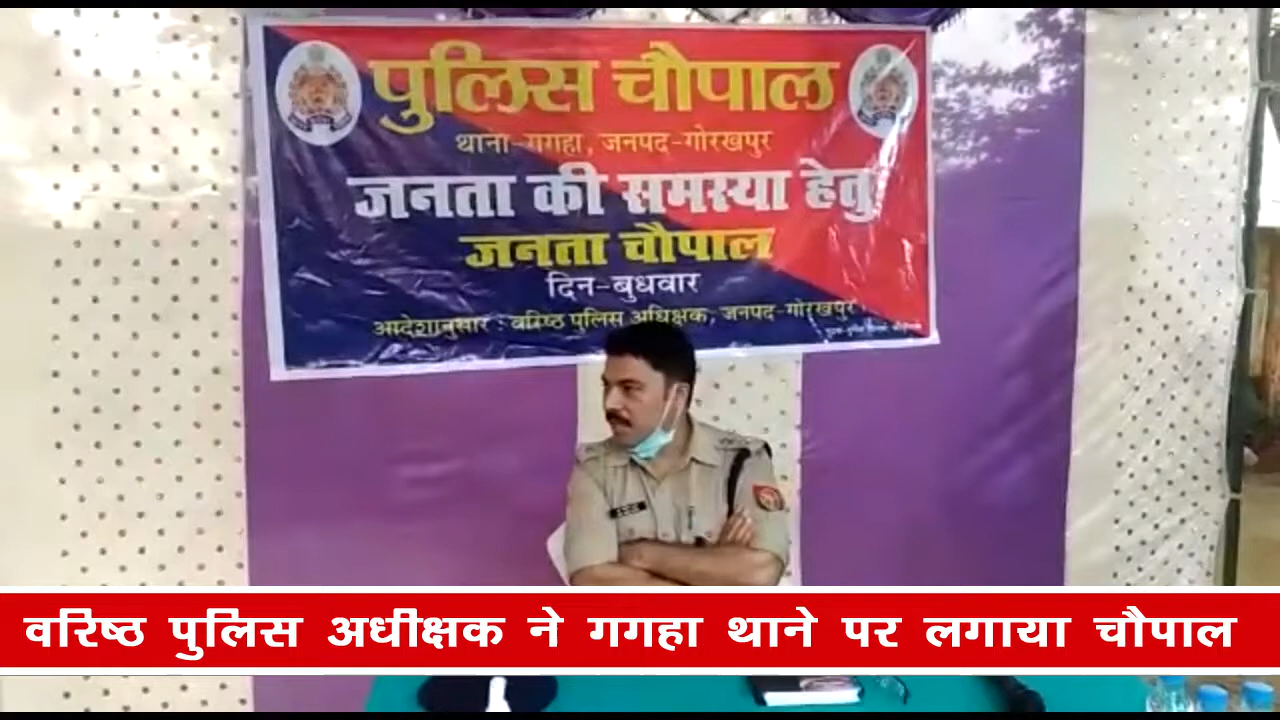 पुलिस चौपाल
थाना-गगहा, जनपद-गोरखपुर
जनता की समस्या हेतु
जनता चौपाल
दिन-बुधवार
आदेशानुसार : वरिष्ठ पुलिस अधिक्षक, जनपद-गोरखपुर
वरिष्ठ पुलिस अधीक्षक ने गगहा थाने पर लगाया चौपाल